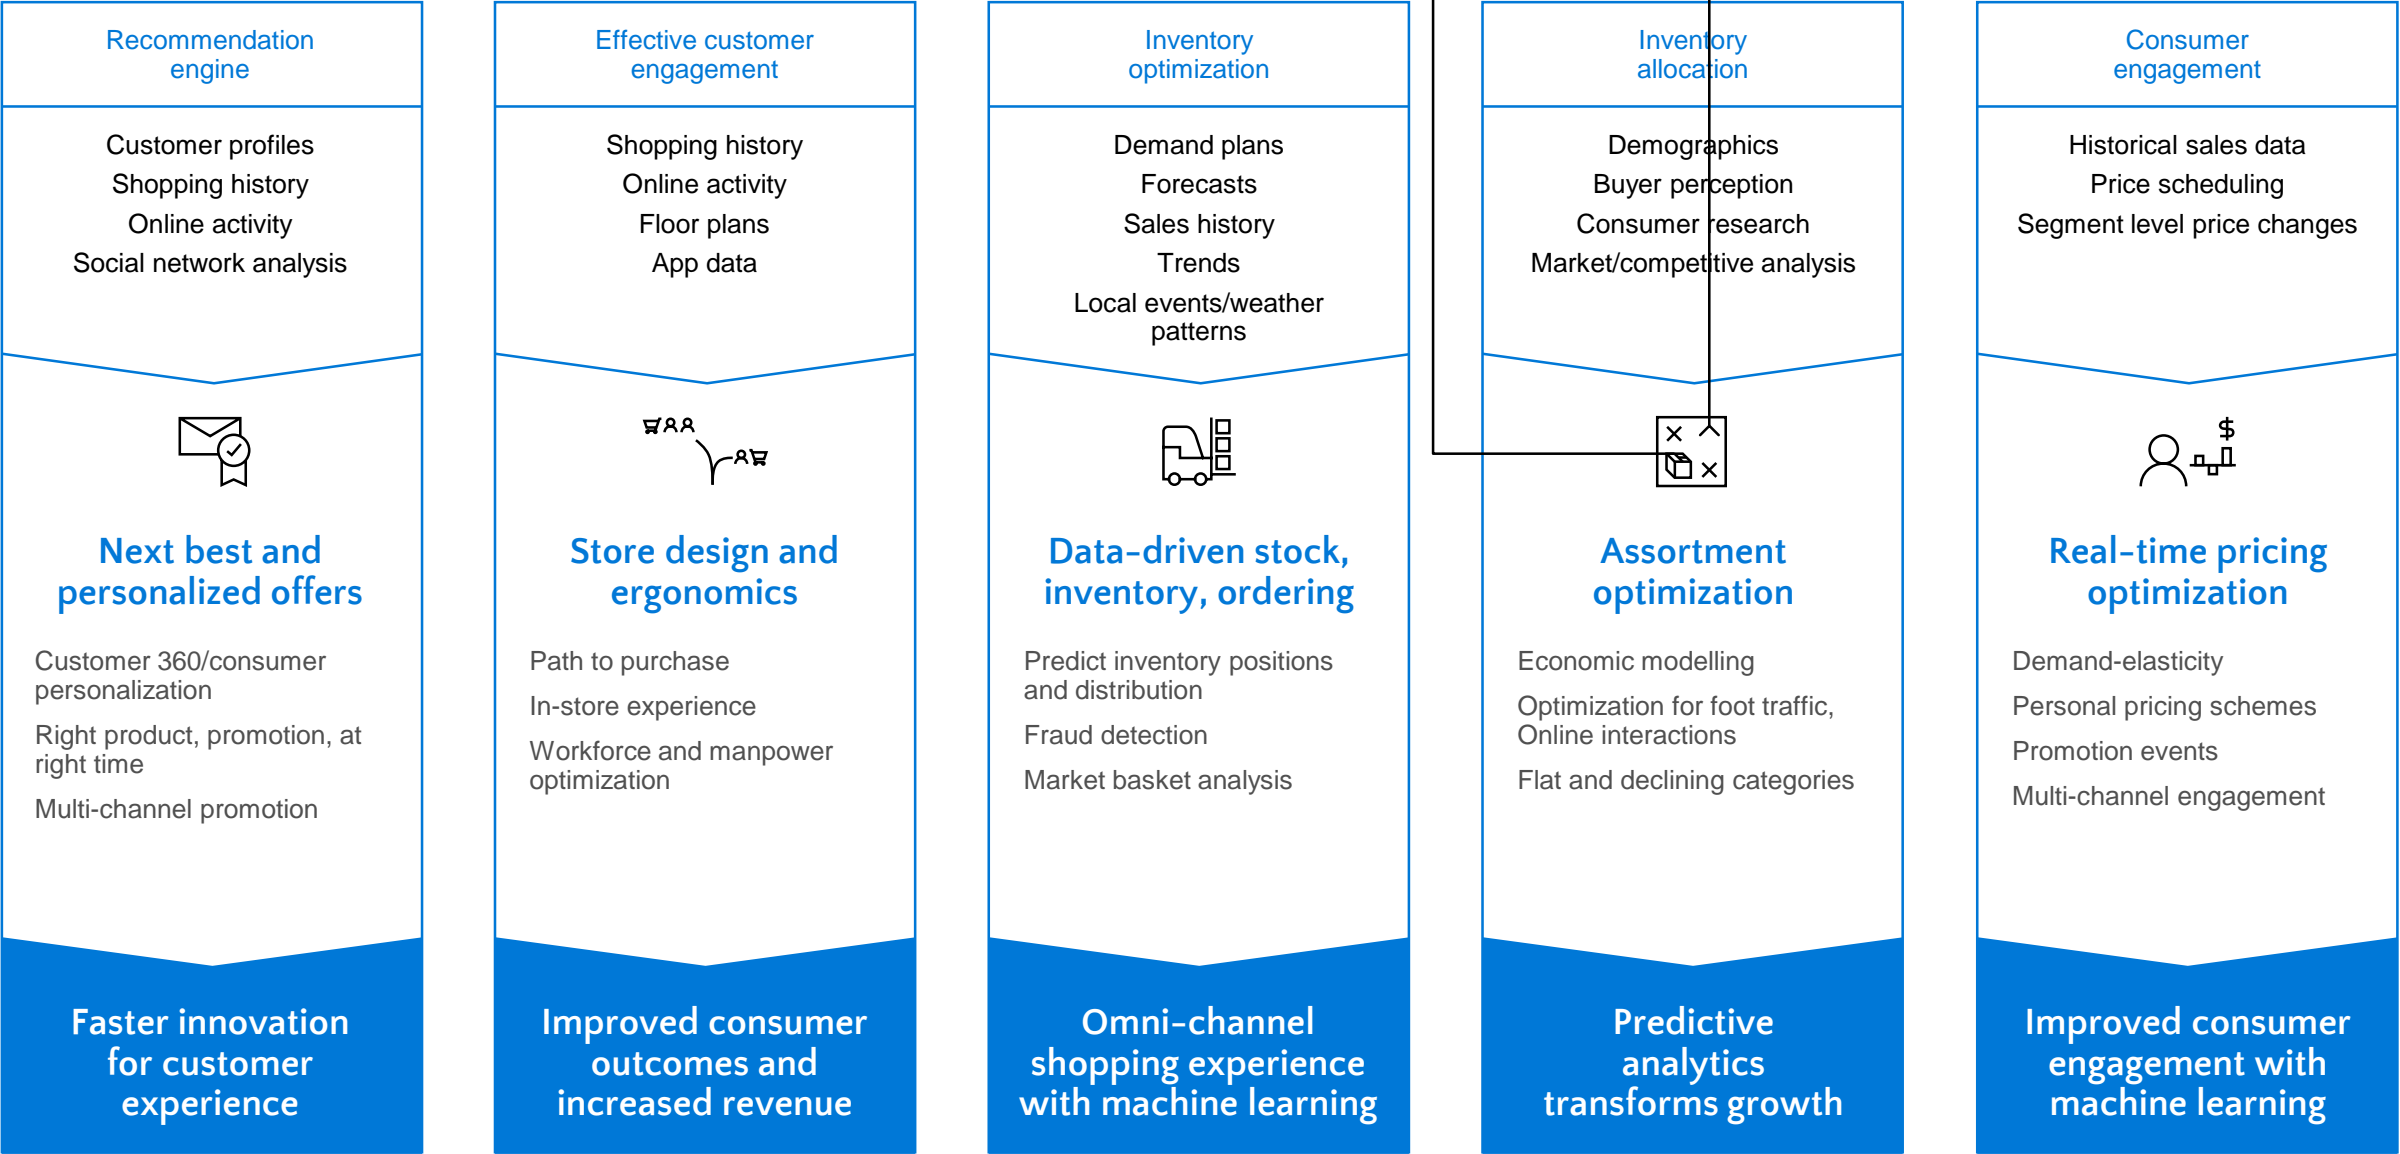 Recommendation
engine
Customer profiles
Shopping history
Online activity
Social network analysis
Next best and
personalized offers
Customer 360/consumer
personalization
Right product, promotion, at
right time
Multi-channel promotion
Faster innovation
for customer
experience
Effective customer
engagement
Shopping history
Online activity
Floor plans
App data
Store design and
ergonomics
Path to purchase
In-store experience
Workforce and manpower
optimization
Improved consumer
outcomes and
increased revenue
Inventory
optimization
Demand plans
Forecasts
Sales history
Trends
Local events/weather
patterns
Data-driven stock,
inventory, ordering
Predict inventory positions
and distribution
Fraud detection
Market basket analysis
Omni-channel
shopping experience
with machine learning
Inventory
allocation
Demographics
Buyer perception
Consumer research
Market/competitive analysis
Assortment
optimization
Economic modelling
Optimization for foot traffic,
Online interactions
Flat and declining categories
Predictive
analytics
transforms growth
Consumer
engagement
Historical sales data
Price scheduling
Segment level price changes
$
Real-time pricing
optimization
Demand-elasticity
Personal pricing schemes
Promotion events
Multi-channel engagement
Improved consumer
engagement with
machine learning